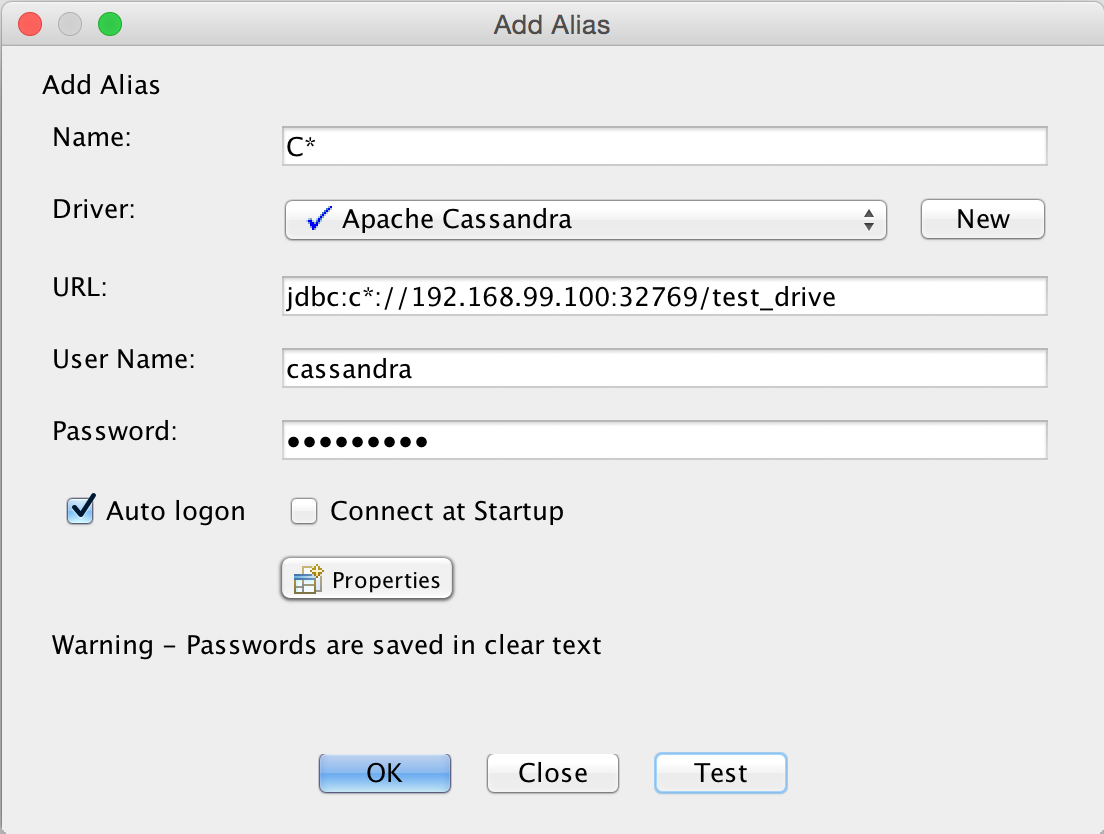 Add Alias
Add Alias
Name:
C*
Driver:
Apache Cassandra
New
URL:
jdbc:c*://192.168.99.100:32769/test_drive
User Name:
cassandra
Password:
•••••••••
Auto logon
Connect at Startup
Properties
Warning – Passwords are saved in clear text
OK
Close
Test